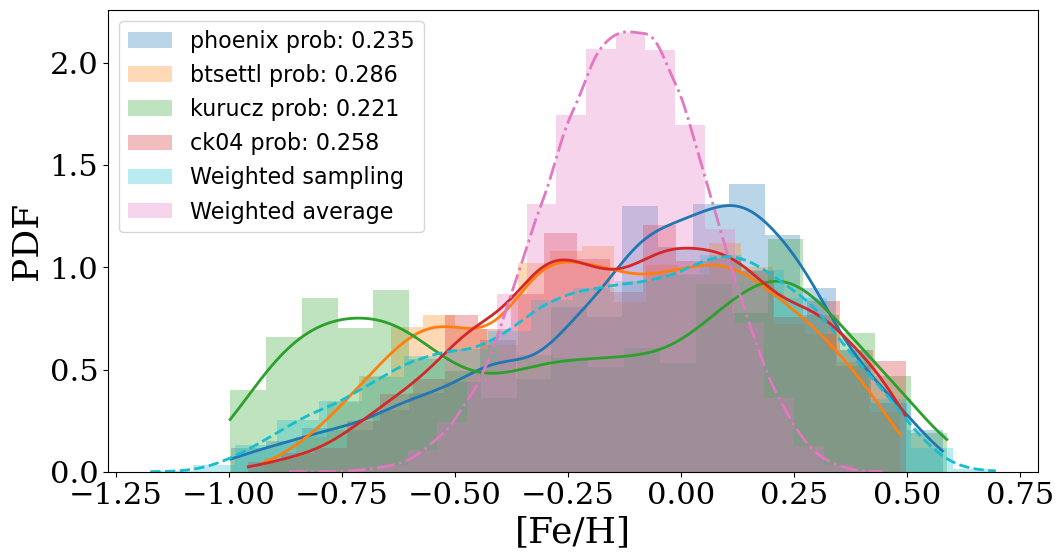 phoenix prob: 0.235
btsettl prob: 0.286
kurucz prob: 0.221
ck04 prob: 0.258
Weighted sampling
Weighted average
PDF
2.0
1.5
1.0
0.5
0.0
−1.25 −1.00 −0.75 −0.50 −0.25 0.00 0.25 0.50 0.75
[Fe/H]